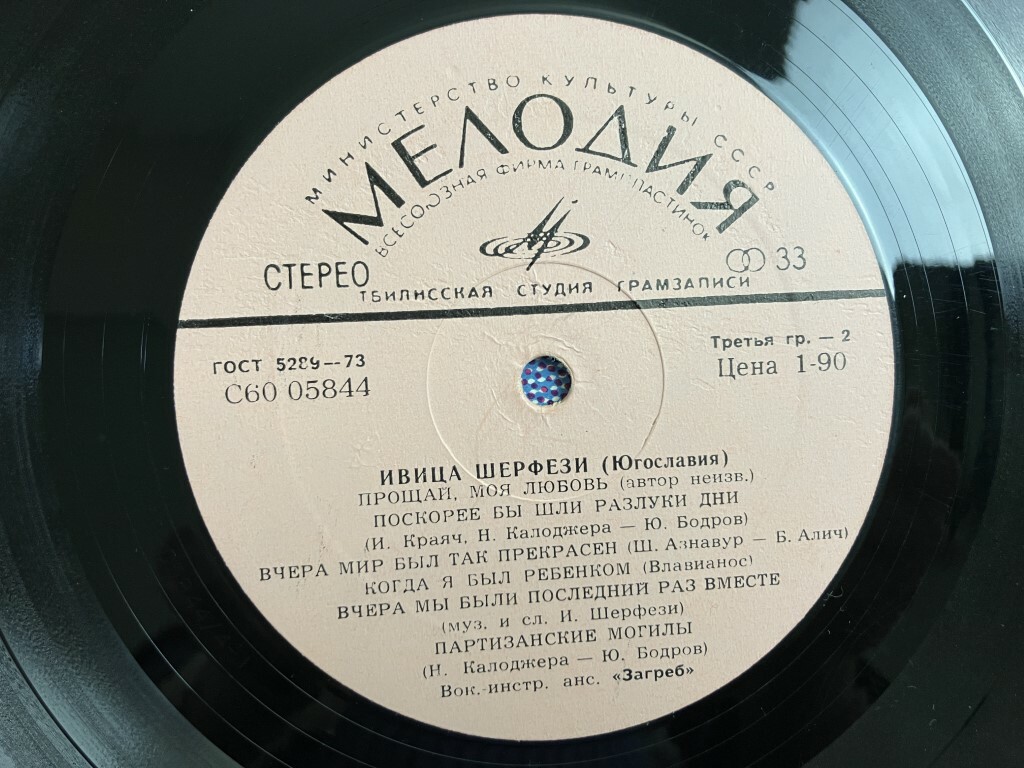 МИНИСТЕРСТВО КУЛЬТУРЫ СССР
МЕЛОДИЯ
ВСЕСОЮЗНАЯ ФИРМА ГРАМПЛАСТИНОК
СТЕРЕО
33
ТБИЛИССКАЯ СТУДИЯ ГРАМЗАПИСИ
ГОСТ 5289--73
С60 05844
Третья гр. — 2
Цена 1-90
ИВИЦА ШЕРФЕЗИ (Югославия)
ПРОЩАЙ, МОЯ ЛЮБОВЬ (автор неизв.)
ПОСКОРЕЕ БЫ ШЛИ РАЗЛУКИ ДНИ
(И. Краяч, Н. Калоджера — Ю. Бодров)
ВЧЕРА МИР БЫЛ ТАК ПРЕКРАСЕН (Ш. Азнавур — Б. Алич)
КОГДА Я БЫЛ РЕБЕНКОМ (Влавианос)
ВЧЕРА МЫ БЫЛИ ПОСЛЕДНИЙ РАЗ ВМЕСТЕ
(муз. и сл. И. Шерфези)
ПАРТИЗАНСКИЕ МОГИЛЫ
(Н. Калоджера — Ю. Бодров)
Вок.-инстр. анс. «Загреб»